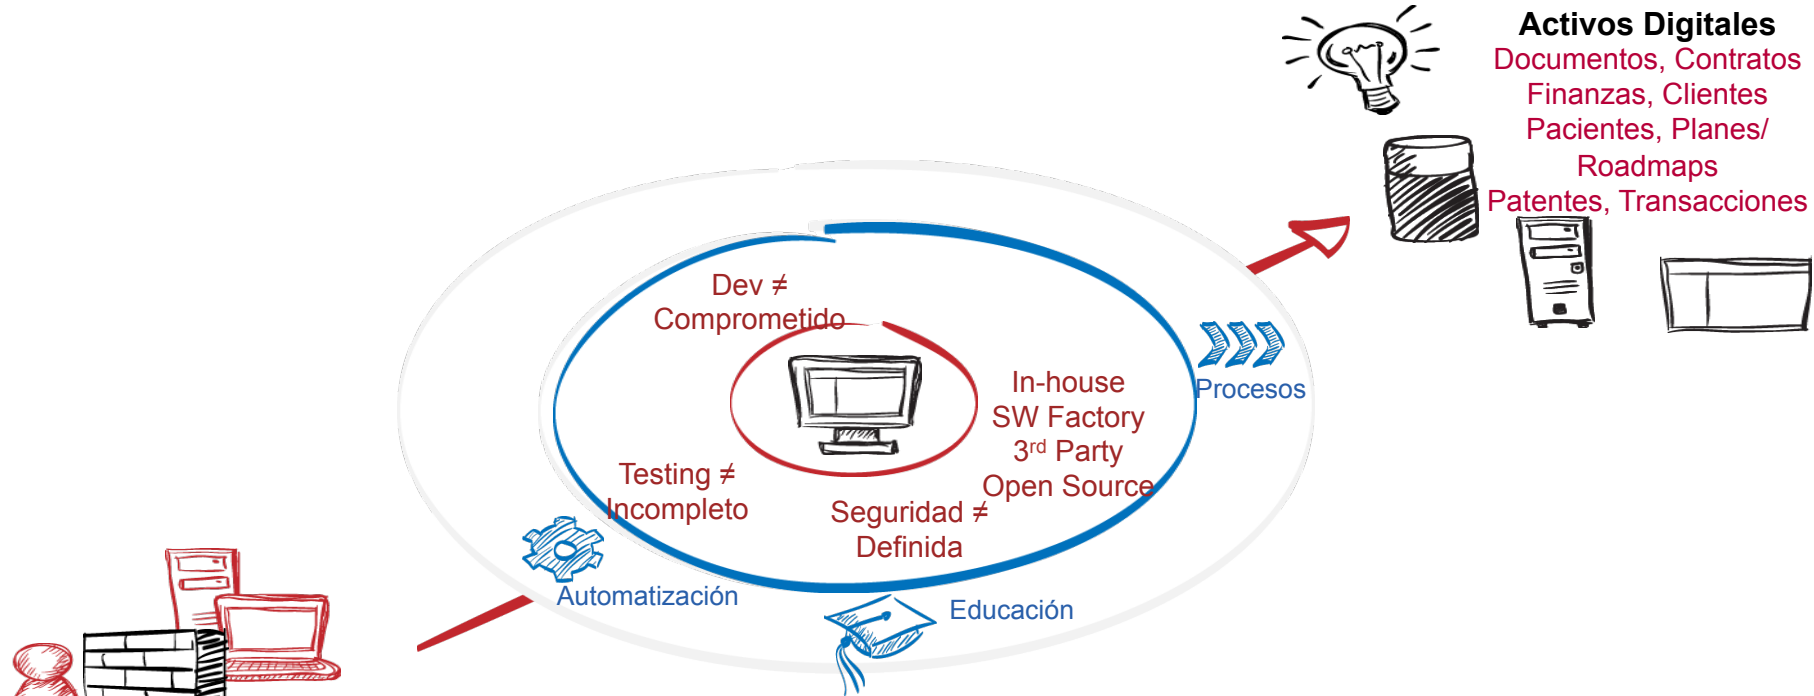 Activos Digitales
Documentos, Contratos
Finanzas, Clientes
Pacientes, Planes/
Roadmaps
Patentes, Transacciones
Dev ≠
Comprometido
In-house
SW Factory
3rd Party
Open Source
Procesos
Testing ≠
Incompleto
Seguridad ≠
Definida
Automatización
Educación